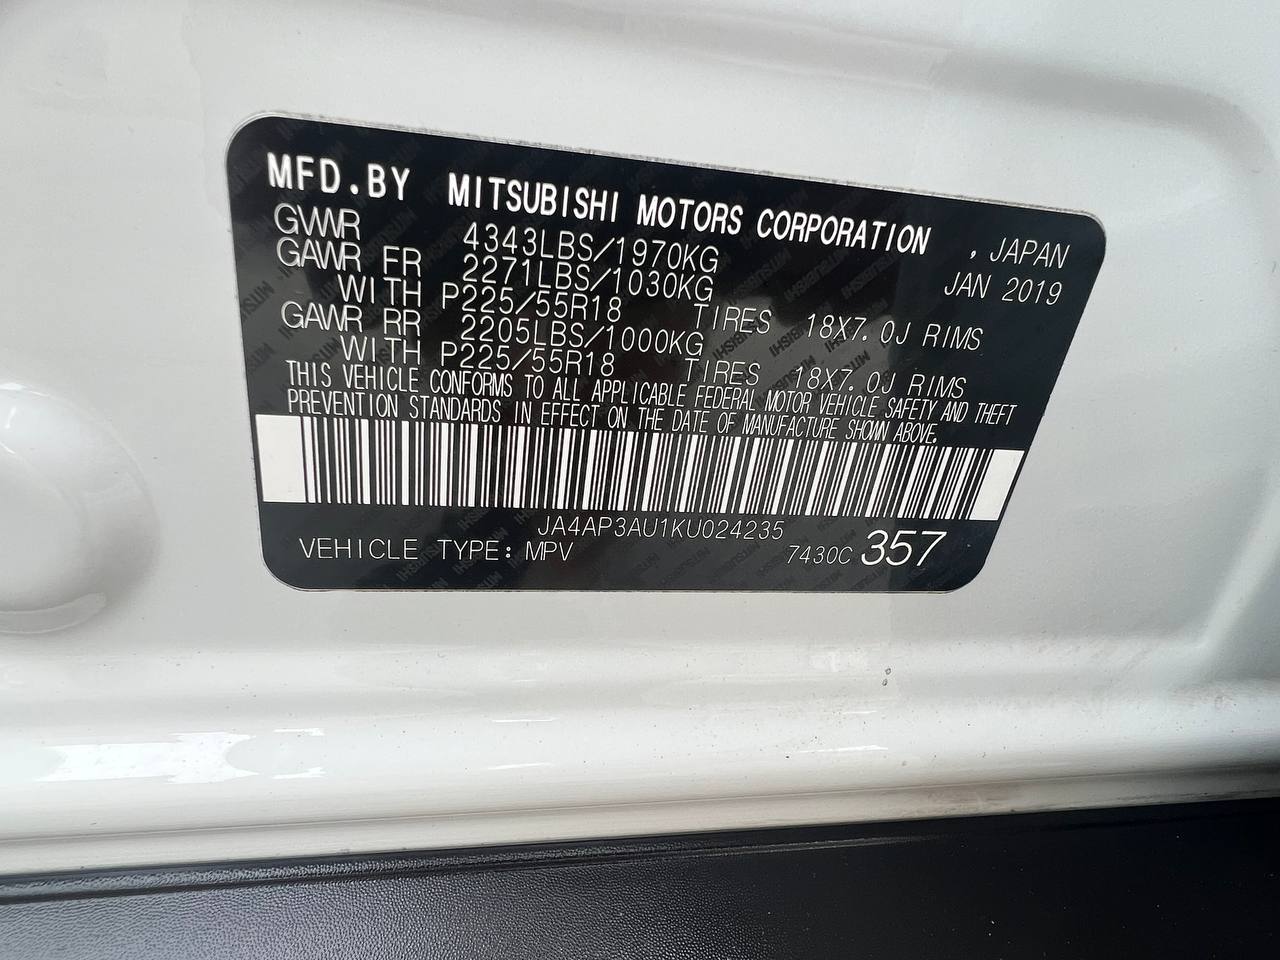 MFD.BY MITSUBISHI MOTORS CORPORATION , JAPAN
GVWR 4343LBS/1970KG JAN 2019
GAWR FR 2271LBS/1030KG
WITH P225/55R18 TIRES 18X7.0J RIMS
GAWR RR 2205LBS/1000KG
WITH P225/55R18 TIRES 18X7.0J RIMS
THIS VEHICLE CONFORMS TO ALL APPLICABLE FEDERAL MOTOR VEHICLE SAFETY AND THEFT
PREVENTION STANDARDS IN EFFECT ON THE DATE OF MANUFACTURE SHOWN ABOVE.
JA4AP3AU1KU024235
VEHICLE TYPE: MPV 7430C 357